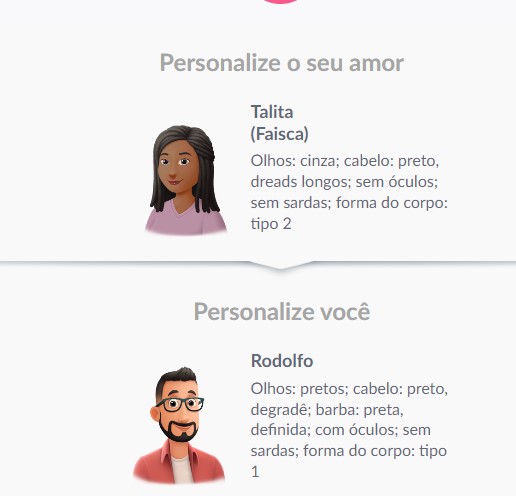 Personalize o seu amor
Talita
(Faisca)
Olhos: cinza; cabelo: preto,
dreads longos; sem óculos;
sem sardas; forma do corpo:
tipo 2
Personalize você
Rodolfo
Olhos: pretos; cabelo: preto,
degradê; barba: preta,
definida; com óculos; sem
sardas; forma do corpo: tipo
1